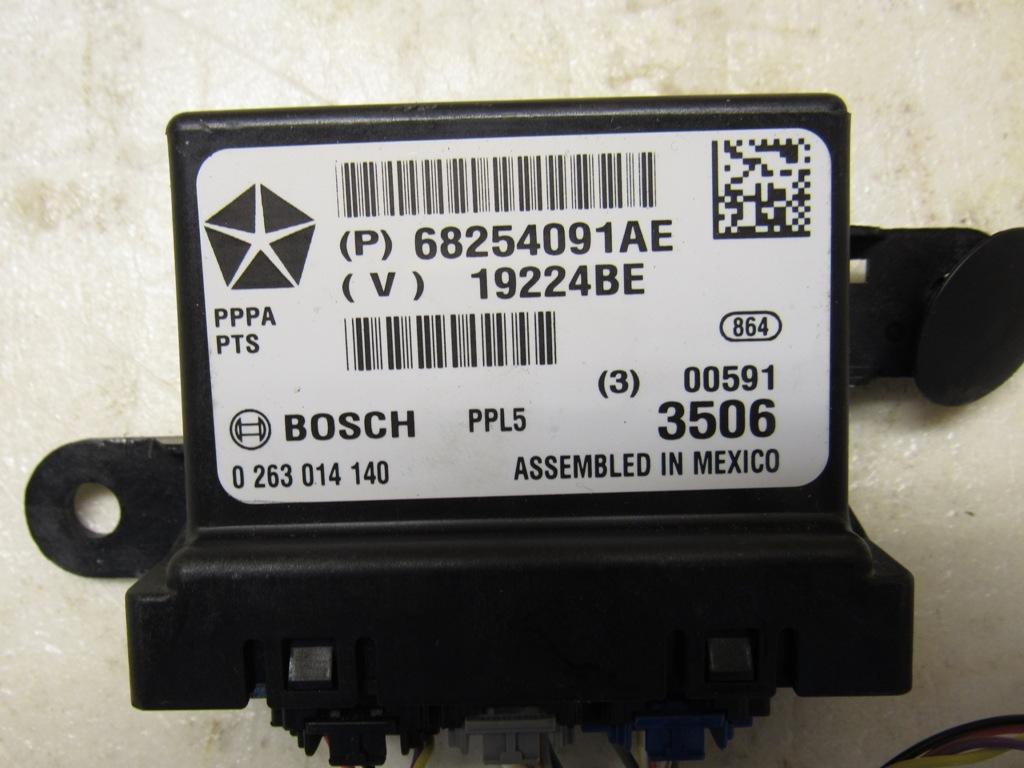 (P) 68254091AE
(V) 19224BE
PPPA
PTS
864
(3) 00591
BOSCH PPL5 3506
0 263 014 140 ASSEMBLED IN MEXICO